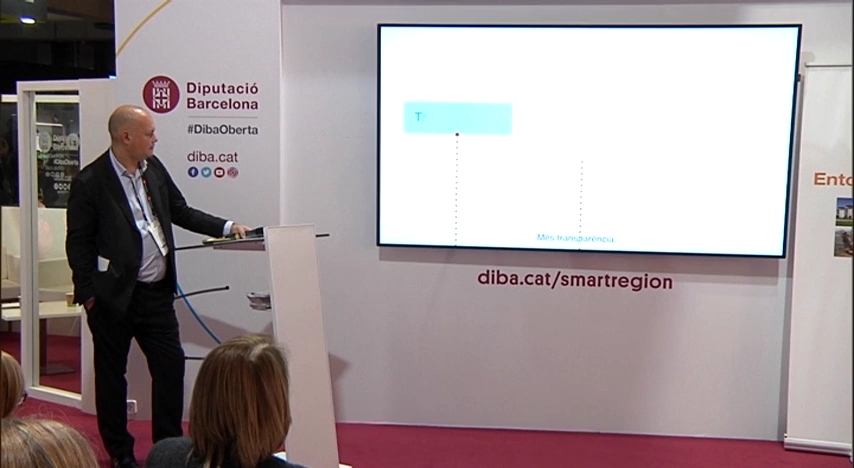 Diputació
Barcelona
#DibaOberta
diba.cat
T
Més transparència
diba.cat/smartregion
Ento